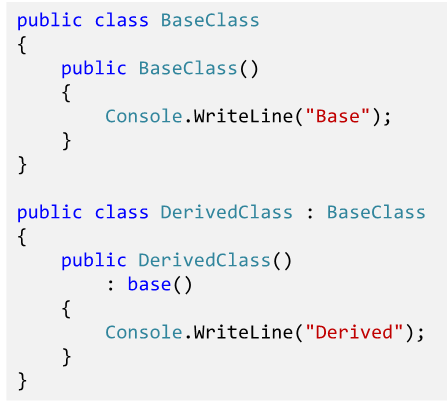 public class BaseClass
{
    public BaseClass()
    {
        Console.WriteLine("Base");
    }
}

public class DerivedClass : BaseClass
{
    public DerivedClass()
        : base()
    {
        Console.WriteLine("Derived");
    }
}